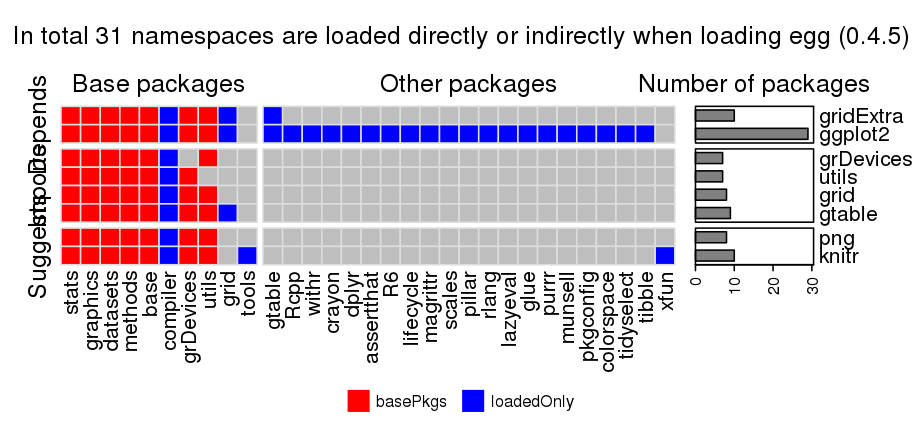 In total 31 namespaces are loaded directly or indirectly when loading egg (0.4.5)
Base packages
Other packages
Number of packages
Depends
Imports
Suggests
gridExtra
ggplot2
grDevices
utils
grid
gtable
png
knitr
stats
graphics
datasets
methods
base
compiler
grDevices
utils
grid
tools
gtable
Rcpp
withr
crayon
dplyr
assertthat
R6
lifecycle
magrittr
scales
pillar
rlang
lazyeval
glue
purrr
munsell
pkgconfig
colorspace
tidyselect
tibble
xfun
0
10
20
30
basePkgs
loadedOnly